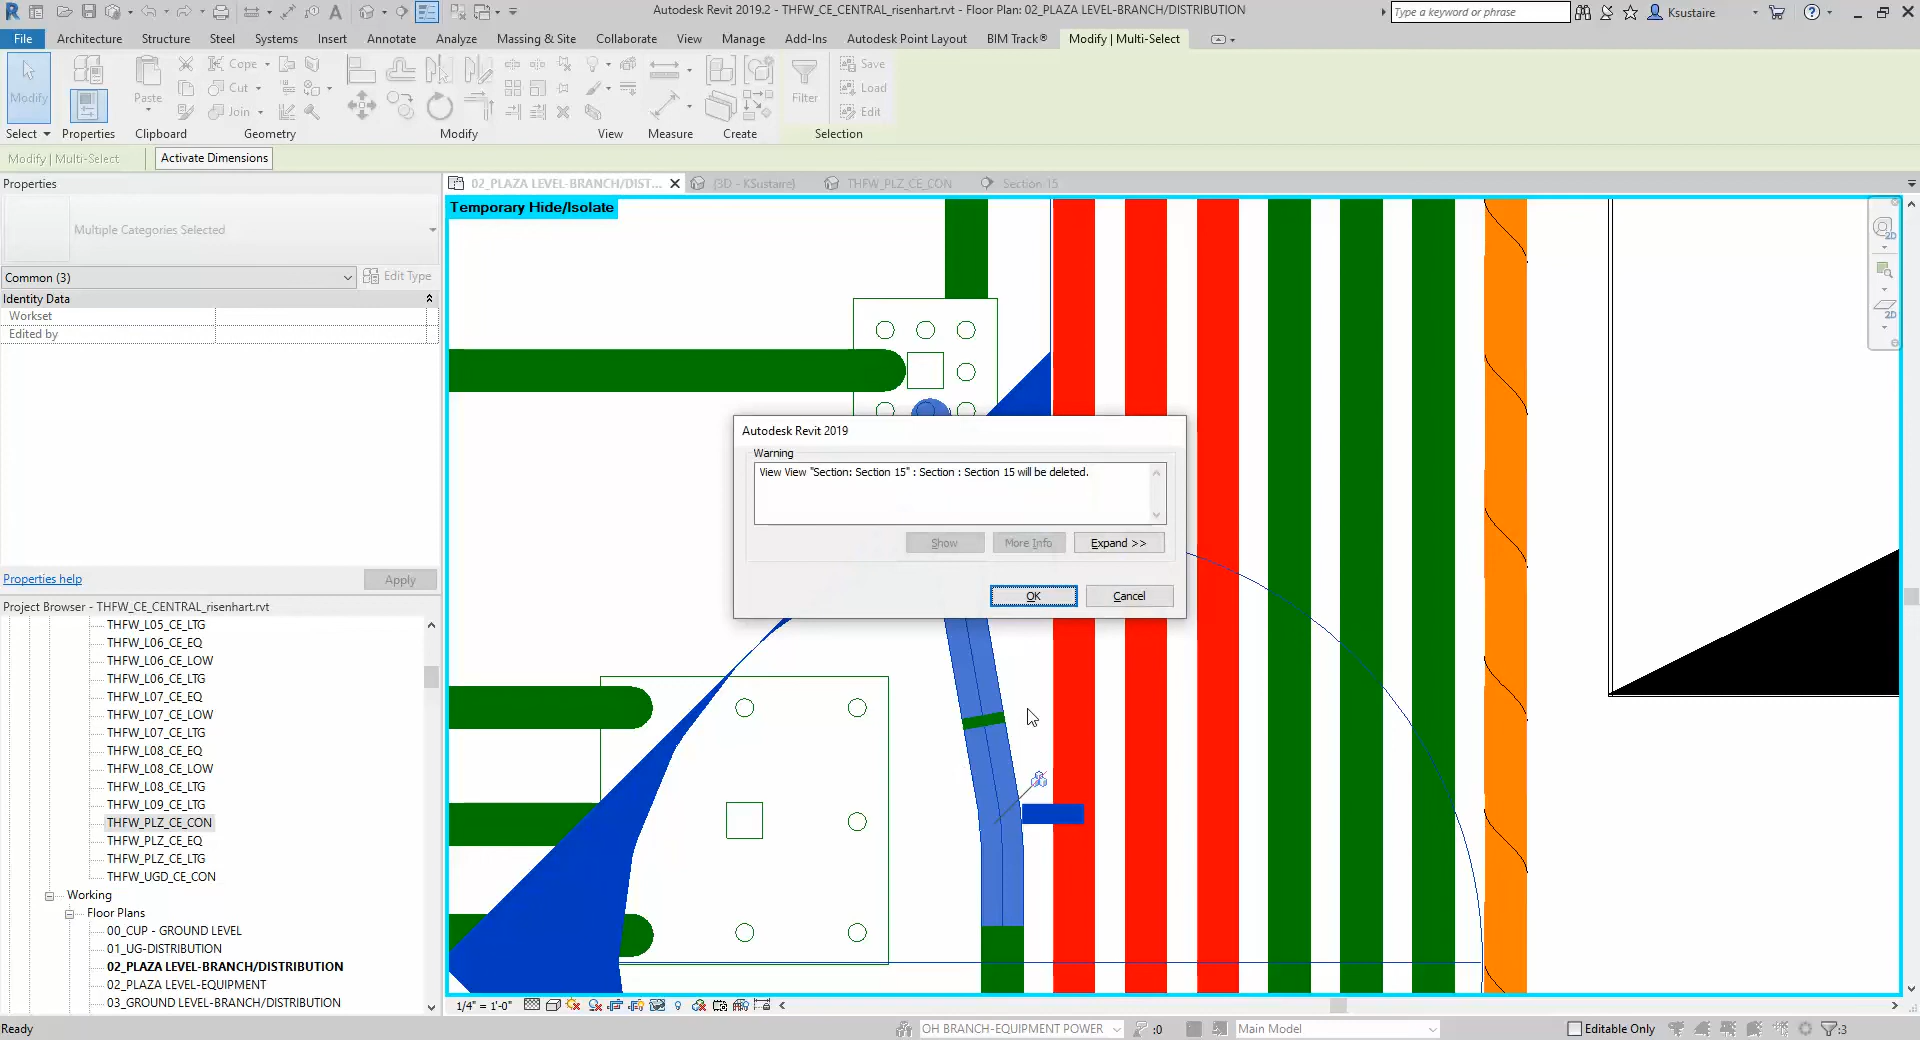 Autodesk Revit 2019.2 - THFW_CE_CENTRAL_risenhart.rvt - Floor Plan: 02_PLAZA LEVEL-BRANCH/DISTRIBUTION
Type a keyword or phrase
Ksustaire
File Architecture Structure Steel Systems Insert Annotate Analyze Massing & Site Collaborate View Manage Add-Ins Autodesk Point Layout BIM Track® Modify | Multi-Select
Modify
Paste
Cope
Cut
Join
Filter
Save
Load
Edit
Select Properties Clipboard Geometry Modify View Measure Create Selection
Modify | Multi-Select Activate Dimensions
Properties
02_PLAZA LEVEL-BRANCH/DIST... (3D - KSustaire) THFW_PLZ_CE_CON Section 15
Temporary Hide/Isolate
Multiple Categories Selected
Common (3)
Edit Type
Identity Data
Workset
Edited by
Autodesk Revit 2019
Warning
View View "Section: Section 15" : Section : Section 15 will be deleted.
Show More Info Expand >>
OK Cancel
Properties help
Apply
Project Browser - THFW_CE_CENTRAL_risenhart.rvt
THFW_L05_CE_LTG
THFW_L06_CE_EQ
THFW_L06_CE_LOW
THFW_L06_CE_LTG
THFW_L07_CE_EQ
THFW_L07_CE_LOW
THFW_L07_CE_LTG
THFW_L08_CE_EQ
THFW_L08_CE_LOW
THFW_L08_CE_LTG
THFW_L09_CE_LTG
THFW_PLZ_CE_CON
THFW_PLZ_CE_EQ
THFW_PLZ_CE_LTG
THFW_UGD_CE_CON
Working
Floor Plans
00_CUP - GROUND LEVEL
01_UG-DISTRIBUTION
02_PLAZA LEVEL-BRANCH/DISTRIBUTION
02_PLAZA LEVEL-EQUIPMENT
03_GROUND LEVEL-BRANCH/DISTRIBUTION
1/4" = 1'-0"
Ready
OH BRANCH-EQUIPMENT POWER
:0
Main Model
Editable Only
:3